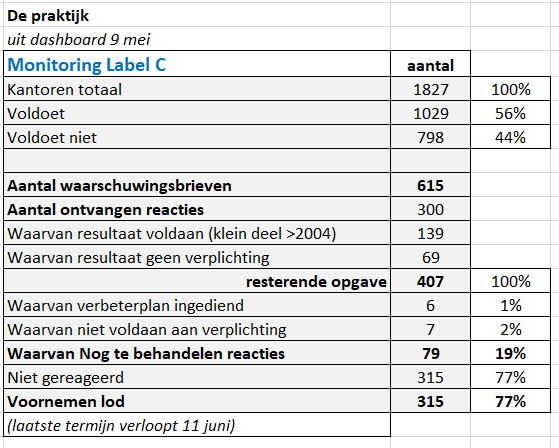 De praktijk
uit dashboard 9 mei
Monitoring Label C aantal
Kantoren totaal 1827 100%
Voldoet 1029 56%
Voldoet niet 798 44%
Aantal waarschuwingsbrieven 615
Aantal ontvangen reacties 300
Waarvan resultaat voldaan (klein deel >2004) 139
Waarvan resultaat geen verplichting 69
resterende opgave 407 100%
Waarvan verbeterplan ingediend 6 1%
Waarvan niet voldaan aan verplichting 7 2%
Waarvan Nog te behandelen reacties 79 19%
Niet gereageerd 315 77%
Voornemen lod 315 77%
(laatste termijn verloopt 11 juni)